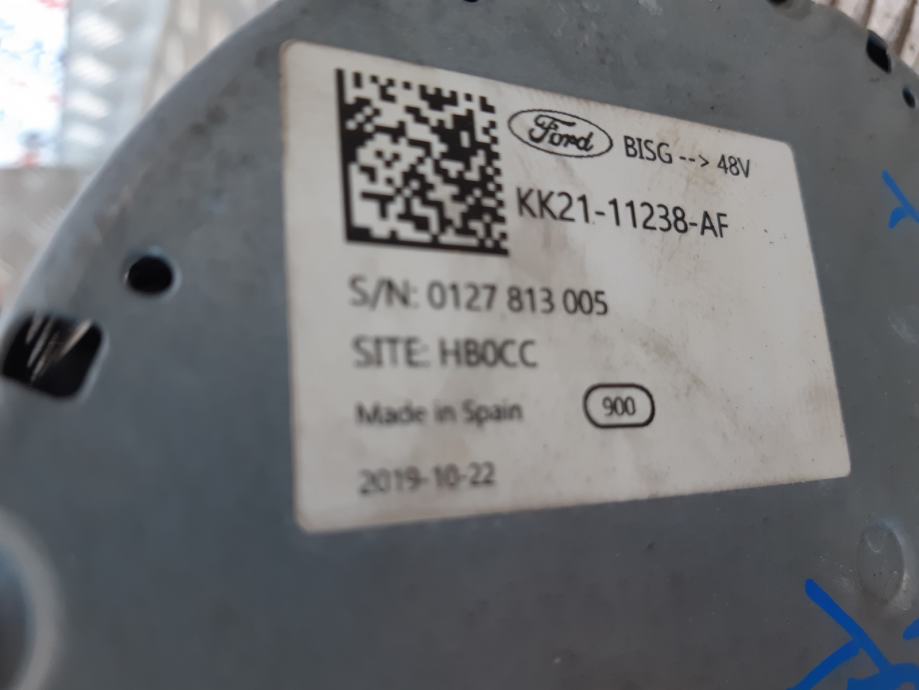 Ford BISG --> 48V
KK21-11238-AF
S/N: 0127 813 005
SITE: HB0CC
Made in Spain 900
2019-10-22